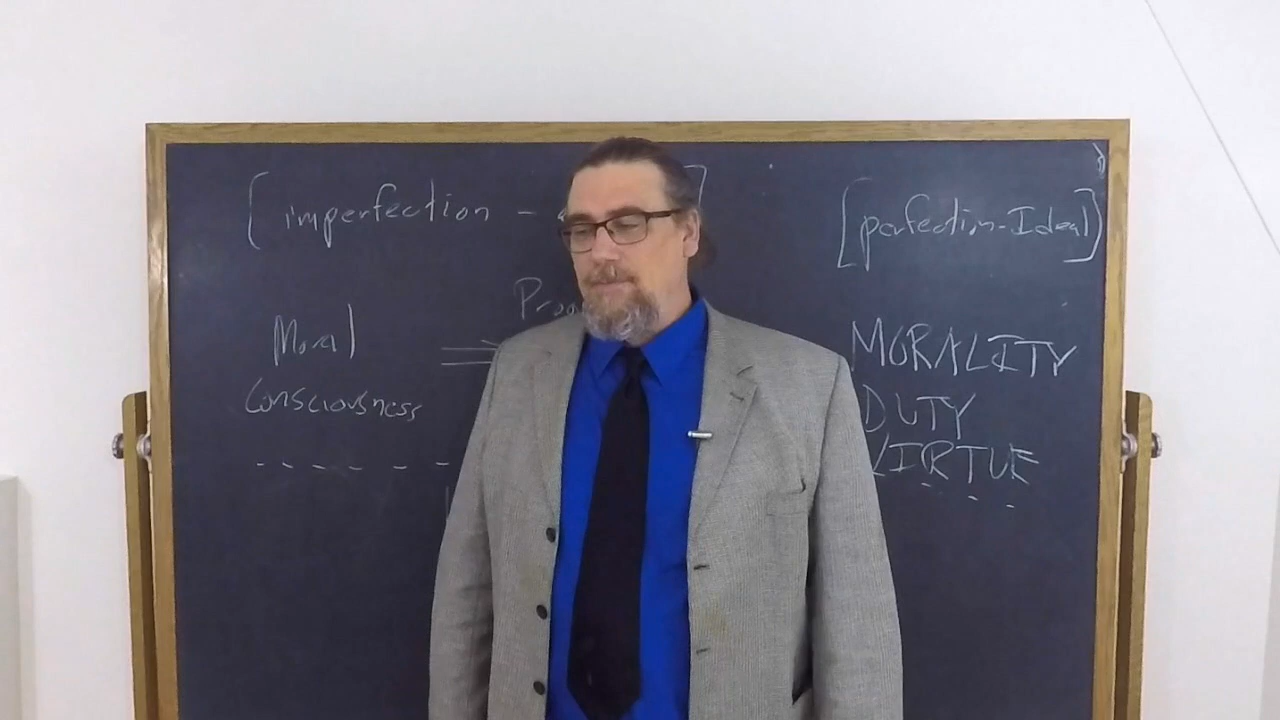 [imperfection - ]
[perfection-Ideal]
Moral
MORALITY
Consciousness
DUTY
VIRTUE